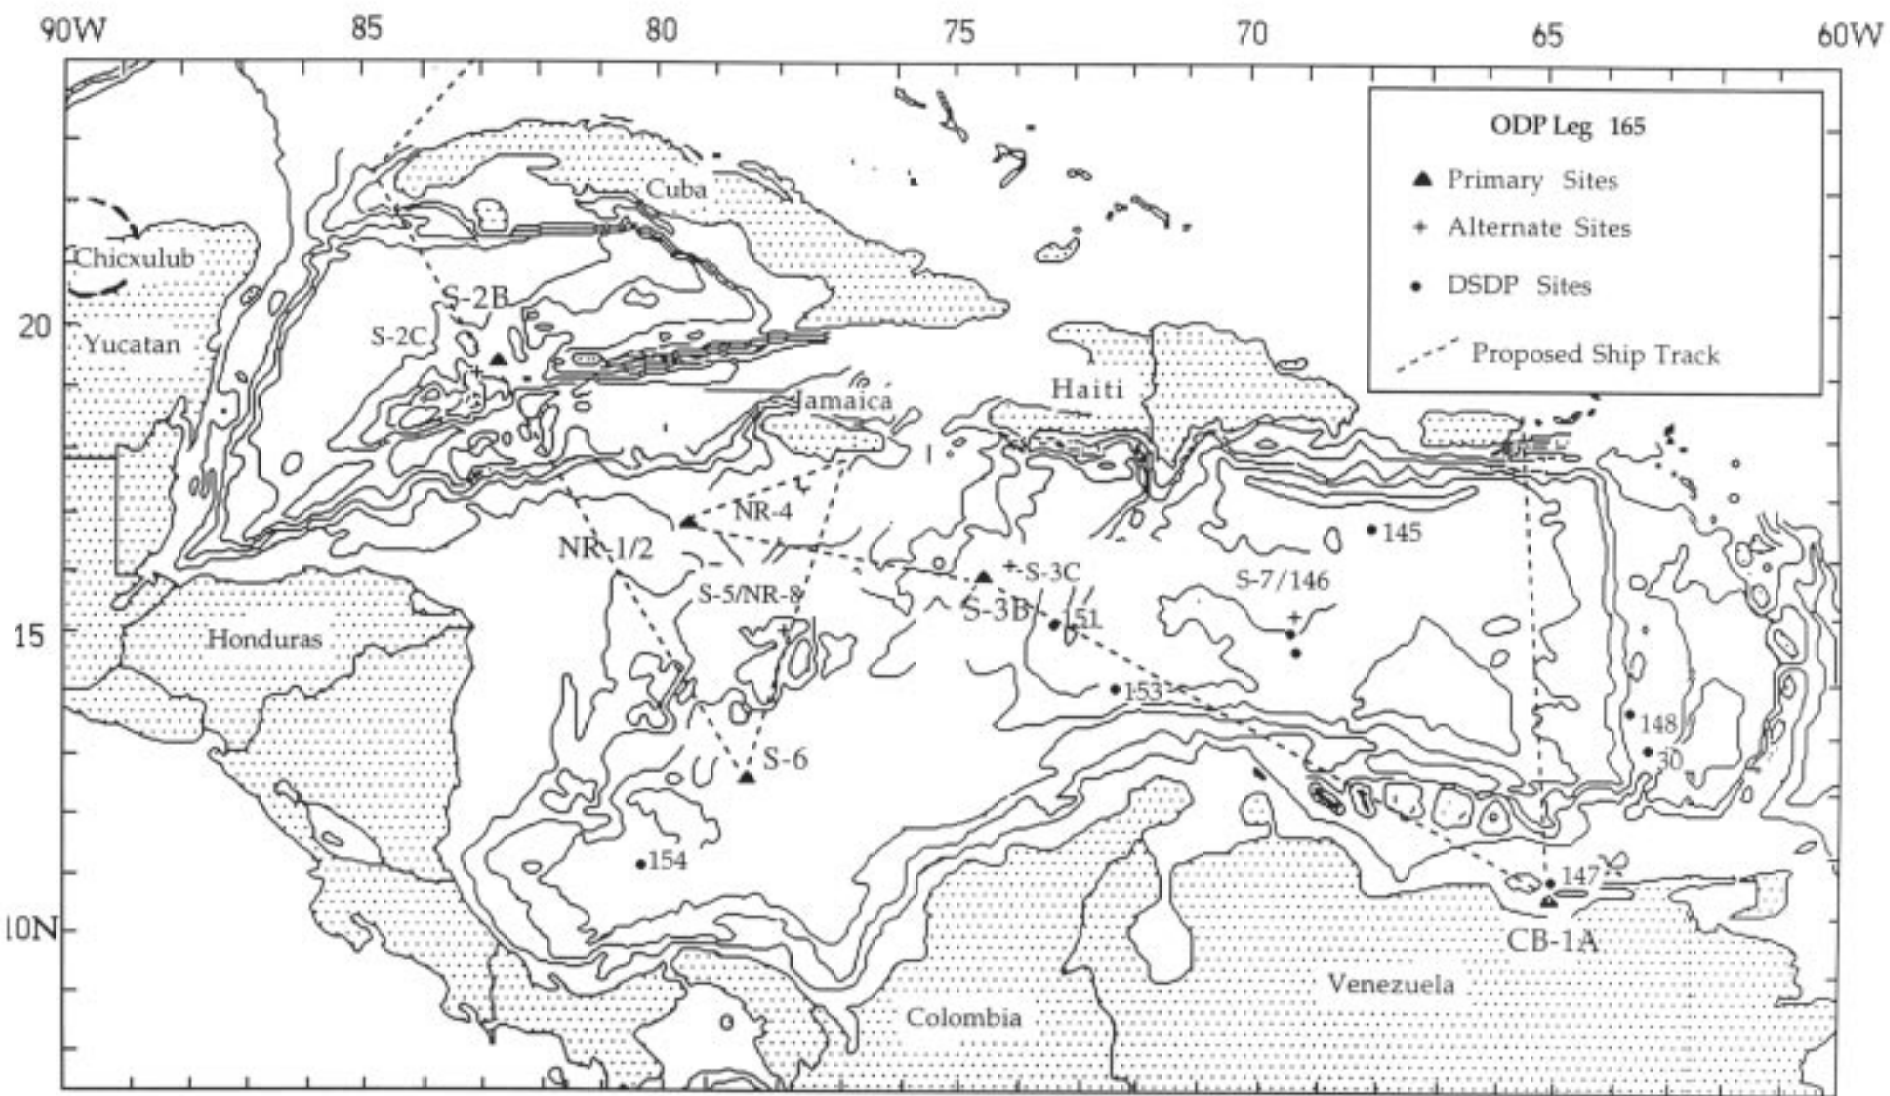 90W 85 80 75 70 65 60W
ODP Leg 165
Primary Sites
Alternate Sites
DSDP Sites
Proposed Ship Track
Cuba
Chicxulub
S-2B
20
S-2C
Yucatan
Haiti
Jamaica
NR-4
145
NR-1/2
S-3C
S-7/146
S-5/NR-8
S-3B
151
15
Honduras
153
148
S-6
30
154
147
10N
CB-1A
Venezuela
Colombia